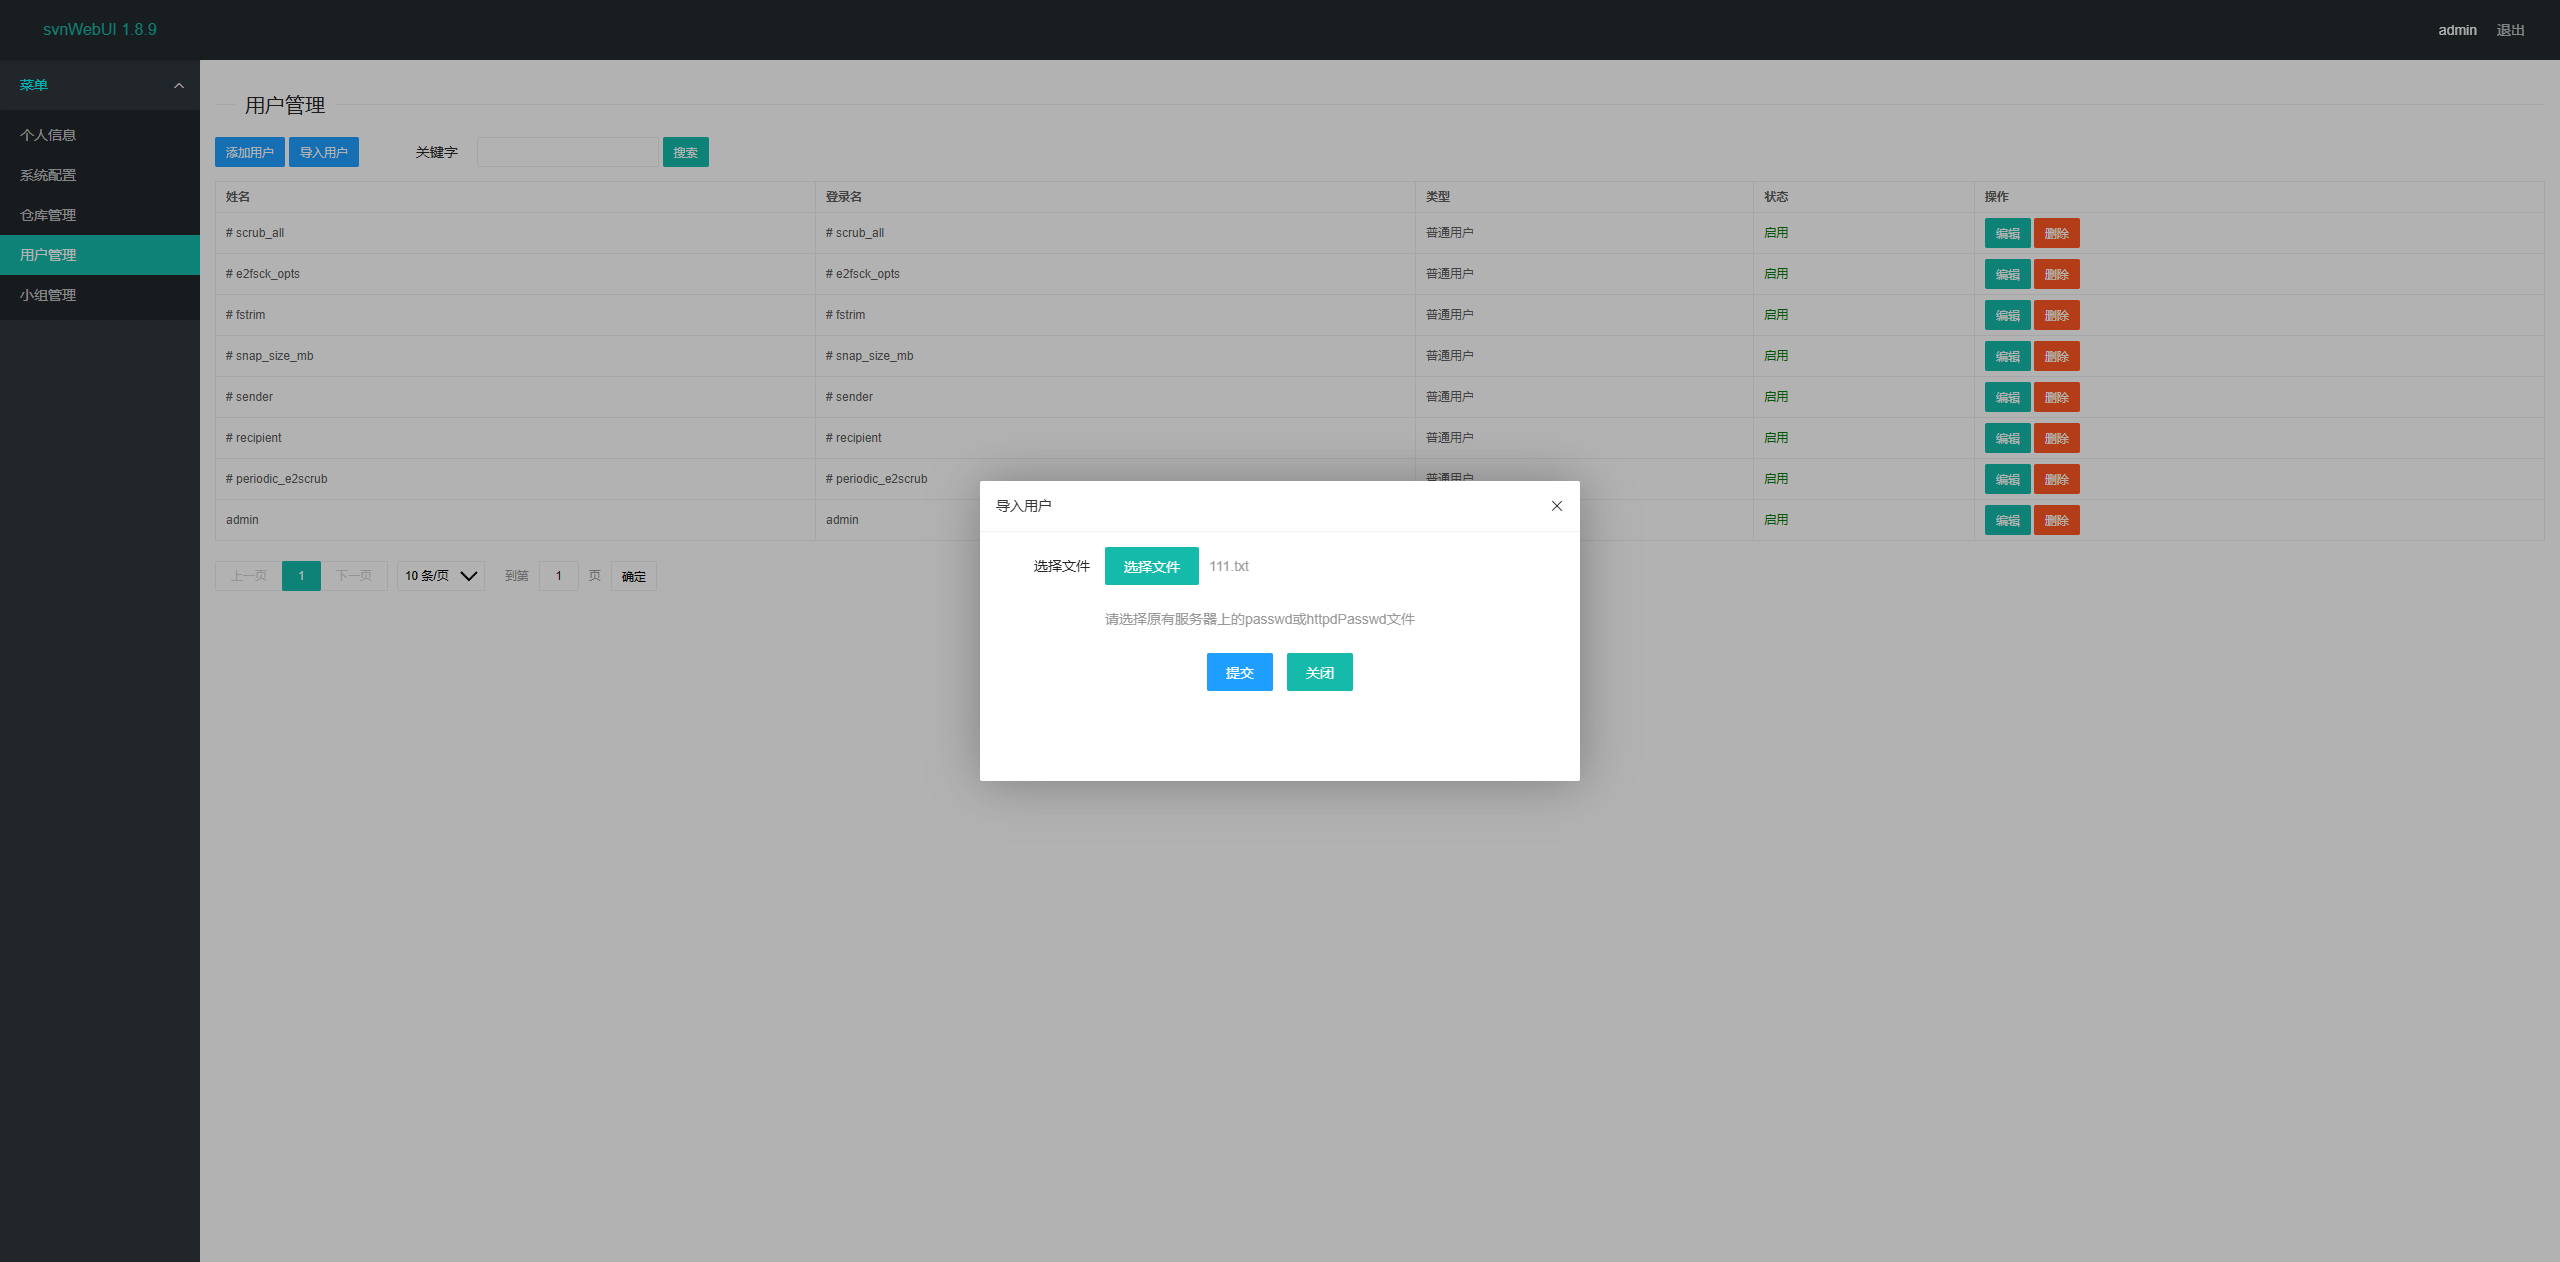 svnWebUI 1.8.9
admin 退出
菜单
个人信息
系统配置
仓库管理
用户管理
小组管理
用户管理
添加用户 导入用户 关键字 搜索
姓名 登录名 类型 状态 操作
# scrub_all # scrub_all 普通用户 启用 编辑 删除
# e2fsck_opts # e2fsck_opts 普通用户 启用 编辑 删除
# fstrim # fstrim 普通用户 启用 编辑 删除
# snap_size_mb # snap_size_mb 普通用户 启用 编辑 删除
# sender # sender 普通用户 启用 编辑 删除
# recipient # recipient 普通用户 启用 编辑 删除
# periodic_e2scrub # periodic_e2scrub 普通用户 启用 编辑 删除
admin admin 启用 编辑 删除
上一页 1 下一页 10 条/页 到第 1 页 确定
导入用户
选择文件 选择文件 111.txt
请选择原有服务器上的passwd或httpdPasswd文件
提交 关闭